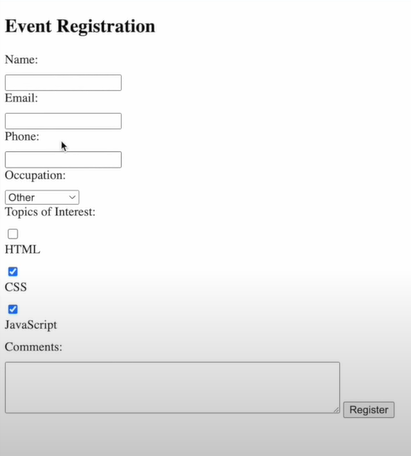 Event Registration
Name:
Email:
Phone:
Occupation:
Other
Topics of Interest:
HTML
CSS
JavaScript
Comments:
Register